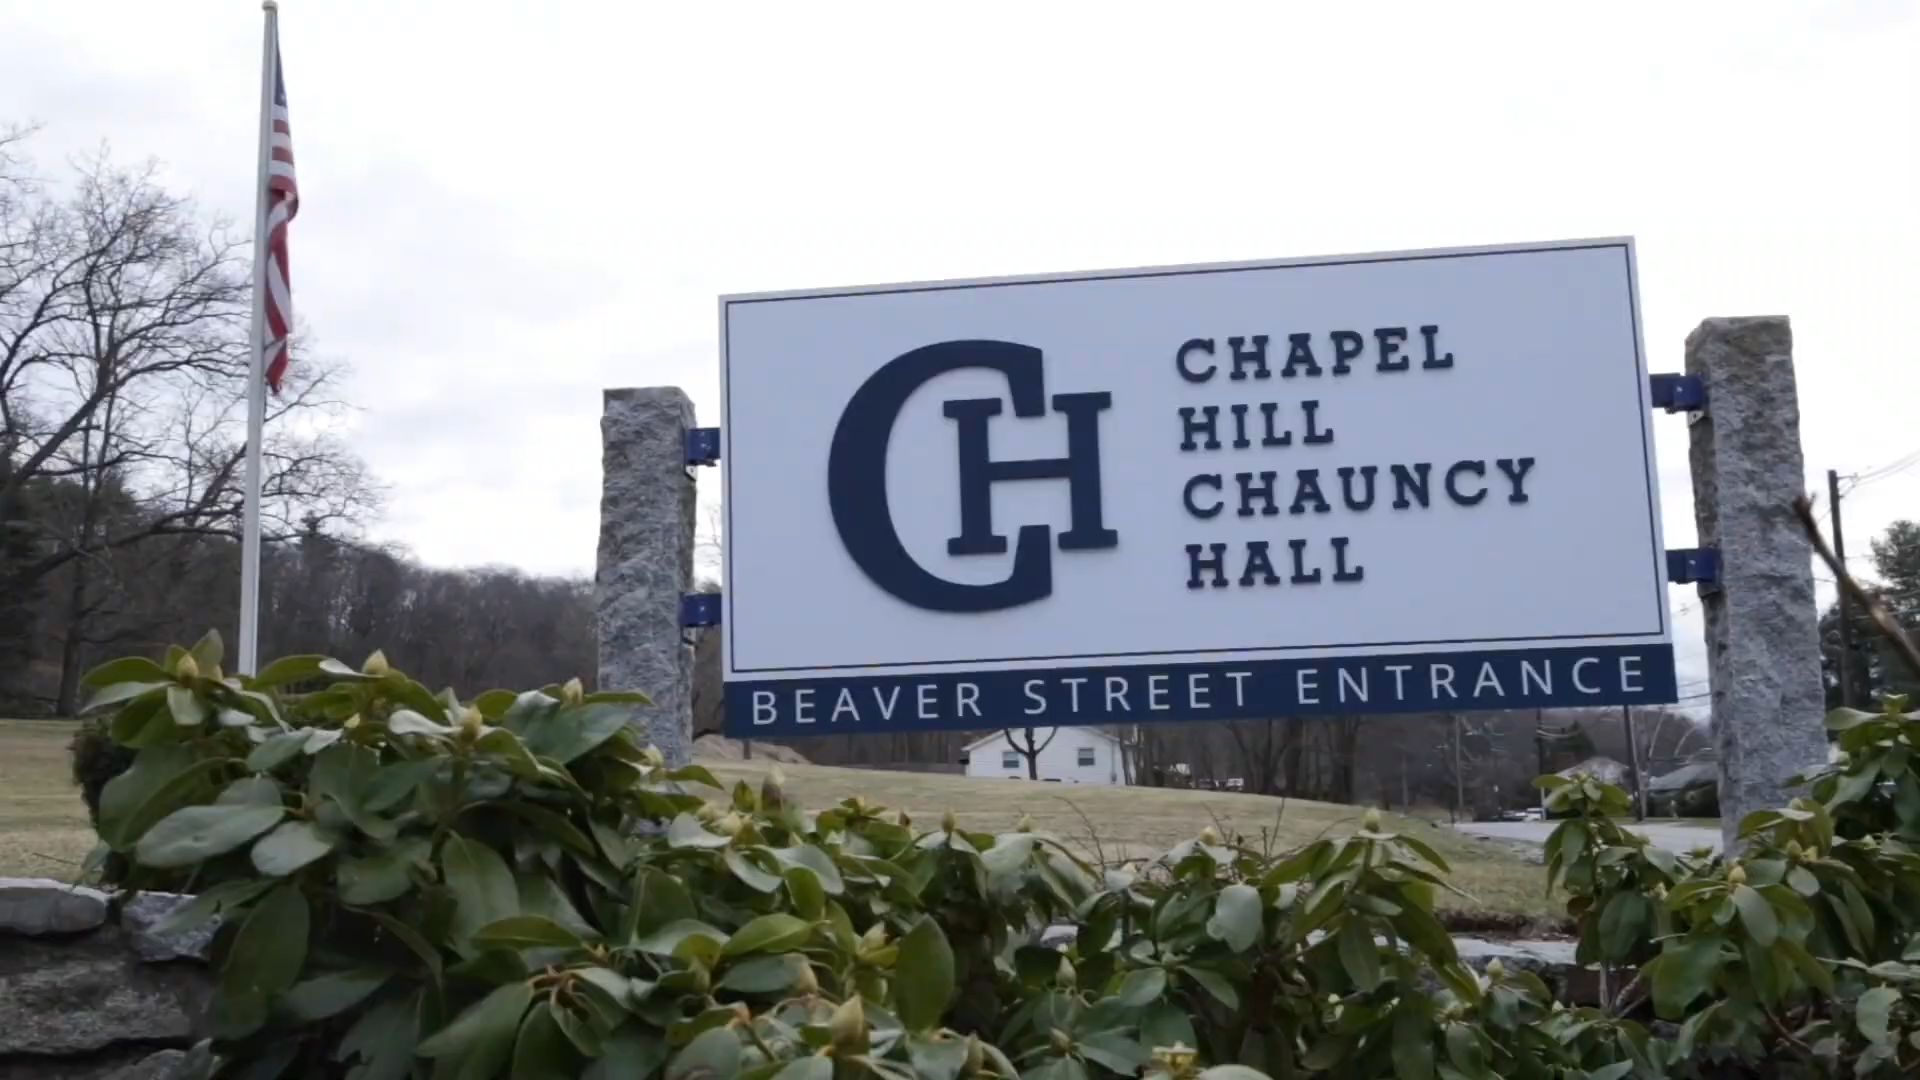 CH
CHAPEL
HILL
CHAUNCY
HALL
BEAVER STREET ENTRANCE